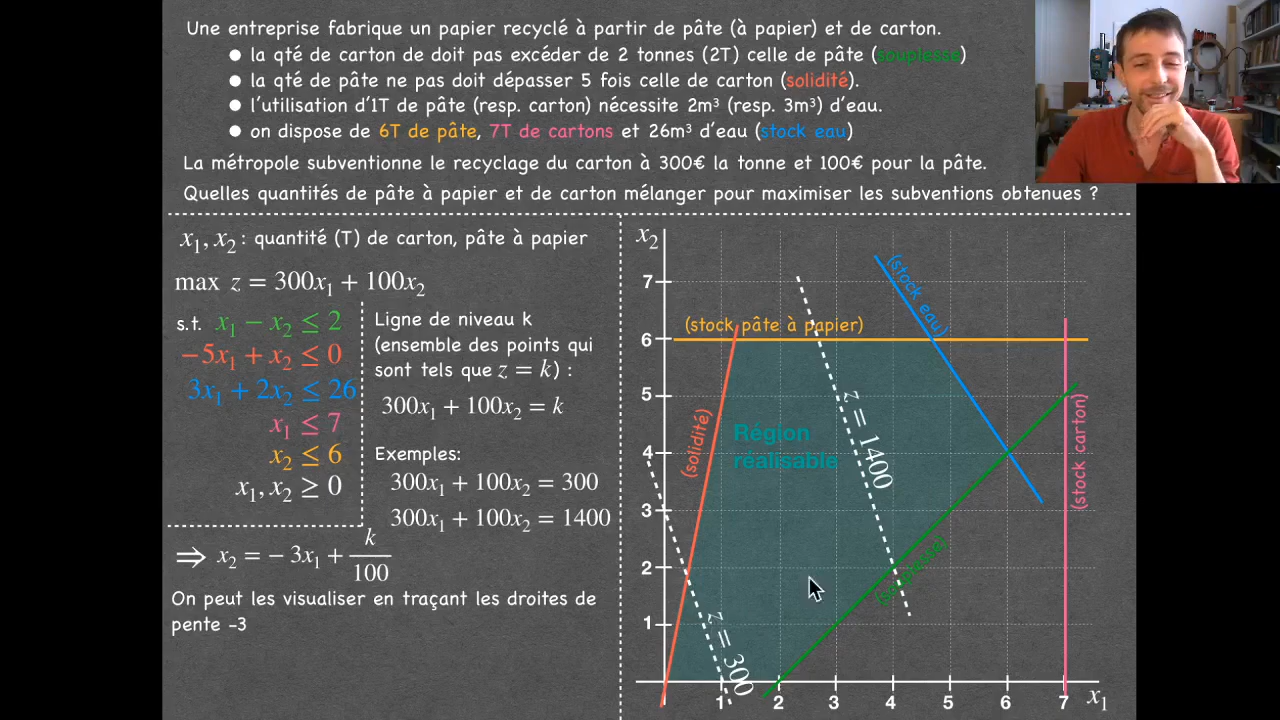 Une entreprise fabrique un papier recyclé à partir de pâte (à papier) et de carton.
● la qté de carton de doit pas excéder de 2 tonnes (2T) celle de pâte (souplesse)
● la qté de pâte ne pas doit dépasser 5 fois celle de carton (solidité).
● l'utilisation d'1T de pâte (resp. carton) nécessite 2m³ (resp. 3m³) d'eau.
● on dispose de 6T de pâte, 7T de cartons et 26m³ d'eau (stock eau)
La métropole subventionne le recyclage du carton à 300€ la tonne et 100€ pour la pâte.
Quelles quantités de pâte à papier et de carton mélanger pour maximiser les subventions obtenues ?
x₁, x₂ : quantité (T) de carton, pâte à papier
max z = 300x₁ + 100x₂
s.t. x₁ − x₂ ≤ 2
−5x₁ + x₂ ≤ 0
3x₁ + 2x₂ ≤ 26
x₁ ≤ 7
x₂ ≤ 6
x₁, x₂ ≥ 0
Ligne de niveau k
(ensemble des points qui
sont tels que z = k) :
300x₁ + 100x₂ = k
Exemples:
300x₁ + 100x₂ = 300
300x₁ + 100x₂ = 1400
⇒ x₂ = − 3x₁ + k/100
On peut les visualiser en traçant les droites de
pente -3
x₂
7
6
5
4
3
2
1
(stock pâte à papier)
(stock eau)
(solidité)
Région
réalisable
z = 1400
(stock carton)
(souplesse)
z = 300
1 2 3 4 5 6 7 x₁